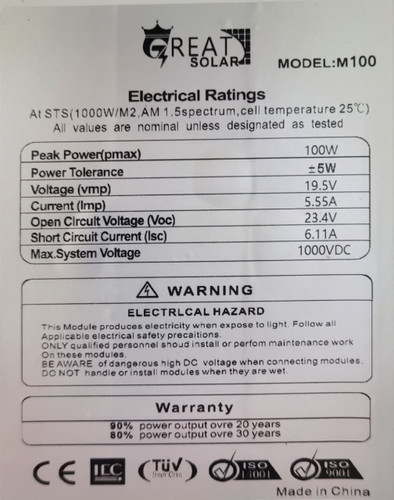 GREAT
SOLAR
MODEL:M100
Electrical Ratings
At STS(1000W/M2,AM 1.5spectrum,cell temperature 25℃)
All values are nominal unless designated as tested
Peak Power(pmax) 100W
Power Tolerance ±5W
Voltage (vmp) 19.5V
Current (Imp) 5.55A
Open Circuit Voltage (Voc) 23.4V
Short Circuit Current (Isc) 6.11A
Max.System Voltage 1000VDC
WARNING
ELECTRLCAL HAZARD
This Module produces electricity when expose to light. Follow all
Applicable electrical safety precaitions.
ONLY qualified personnel shoud install or perfom maintenance work
On these modules.
BE AWARE of dangerous high DC voltage when connecting modules.
DO NOT handle or install modules when they are wet.
Warranty
90% power output ovre 20 years
80% power output ovre 30 years
CE IEC TÜV ISO ISO
9001
Made in China